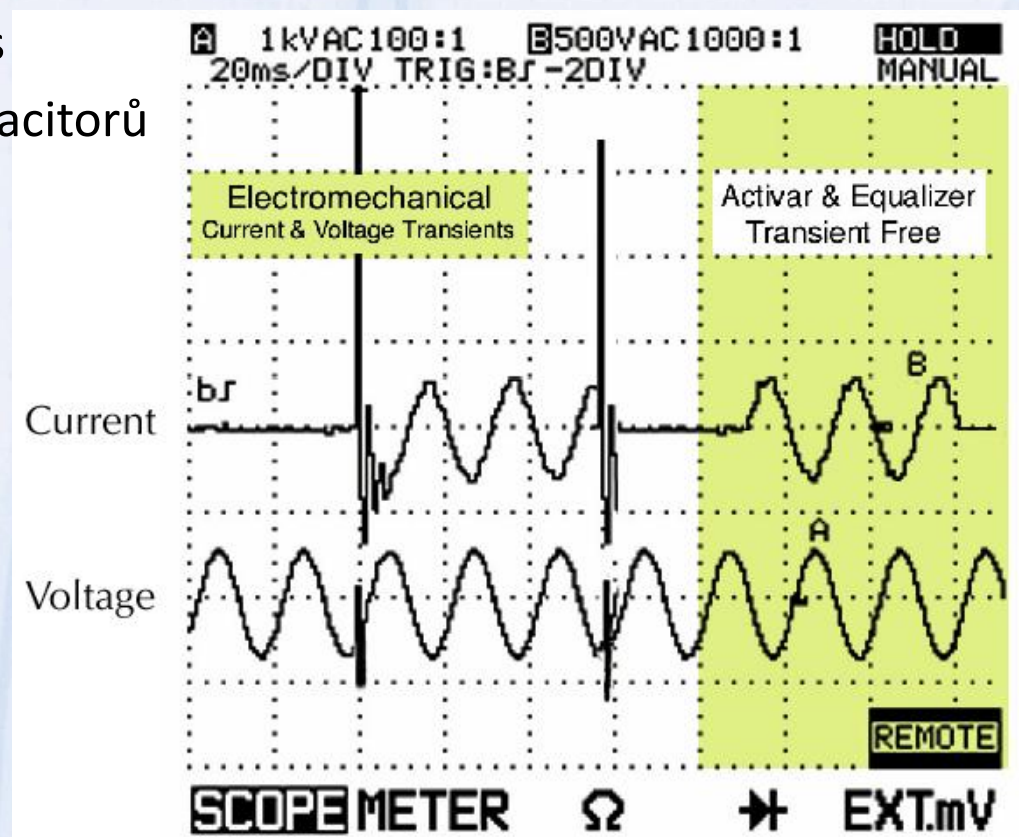 s
acitorů
A 1kVAC100:1 B500VAC1000:1 HOLD
20ms/DIV TRIG:B⎍-2DIV MANUAL
Electromechanical
Current & Voltage Transients
Activar & Equalizer
Transient Free
B
b
Current
A
Voltage
REMOTE
SCOPE METER Ω EXT.mV